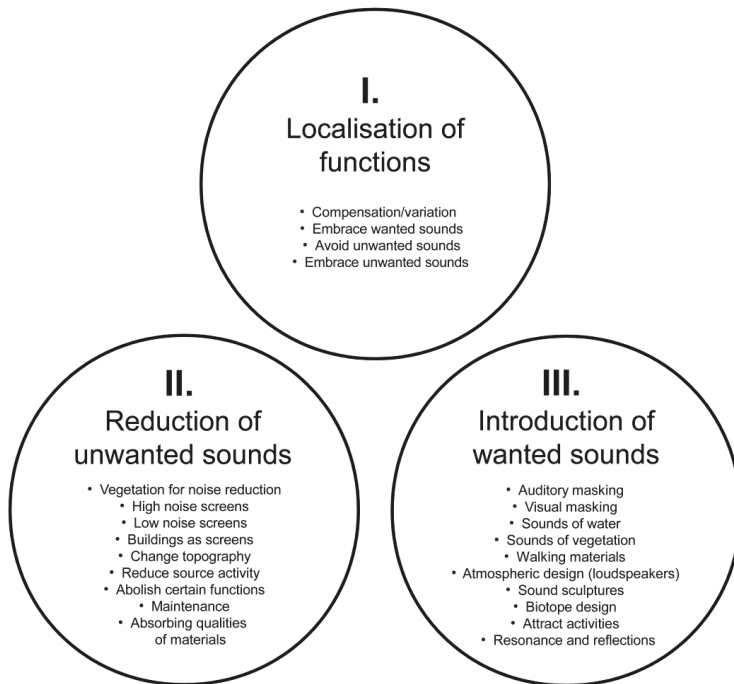 I.
Localisation of
functions
• Compensation/variation
• Embrace wanted sounds
• Avoid unwanted sounds
• Embrace unwanted sounds
II.
Reduction of
unwanted sounds
• Vegetation for noise reduction
• High noise screens
• Low noise screens
• Buildings as screens
• Change topography
• Reduce source activity
• Abolish certain functions
• Maintenance
• Absorbing qualities
of materials
III.
Introduction of
wanted sounds
• Auditory masking
• Visual masking
• Sounds of water
• Sounds of vegetation
• Walking materials
• Atmospheric design (loudspeakers)
• Sound sculptures
• Biotope design
• Attract activities
• Resonance and reflections